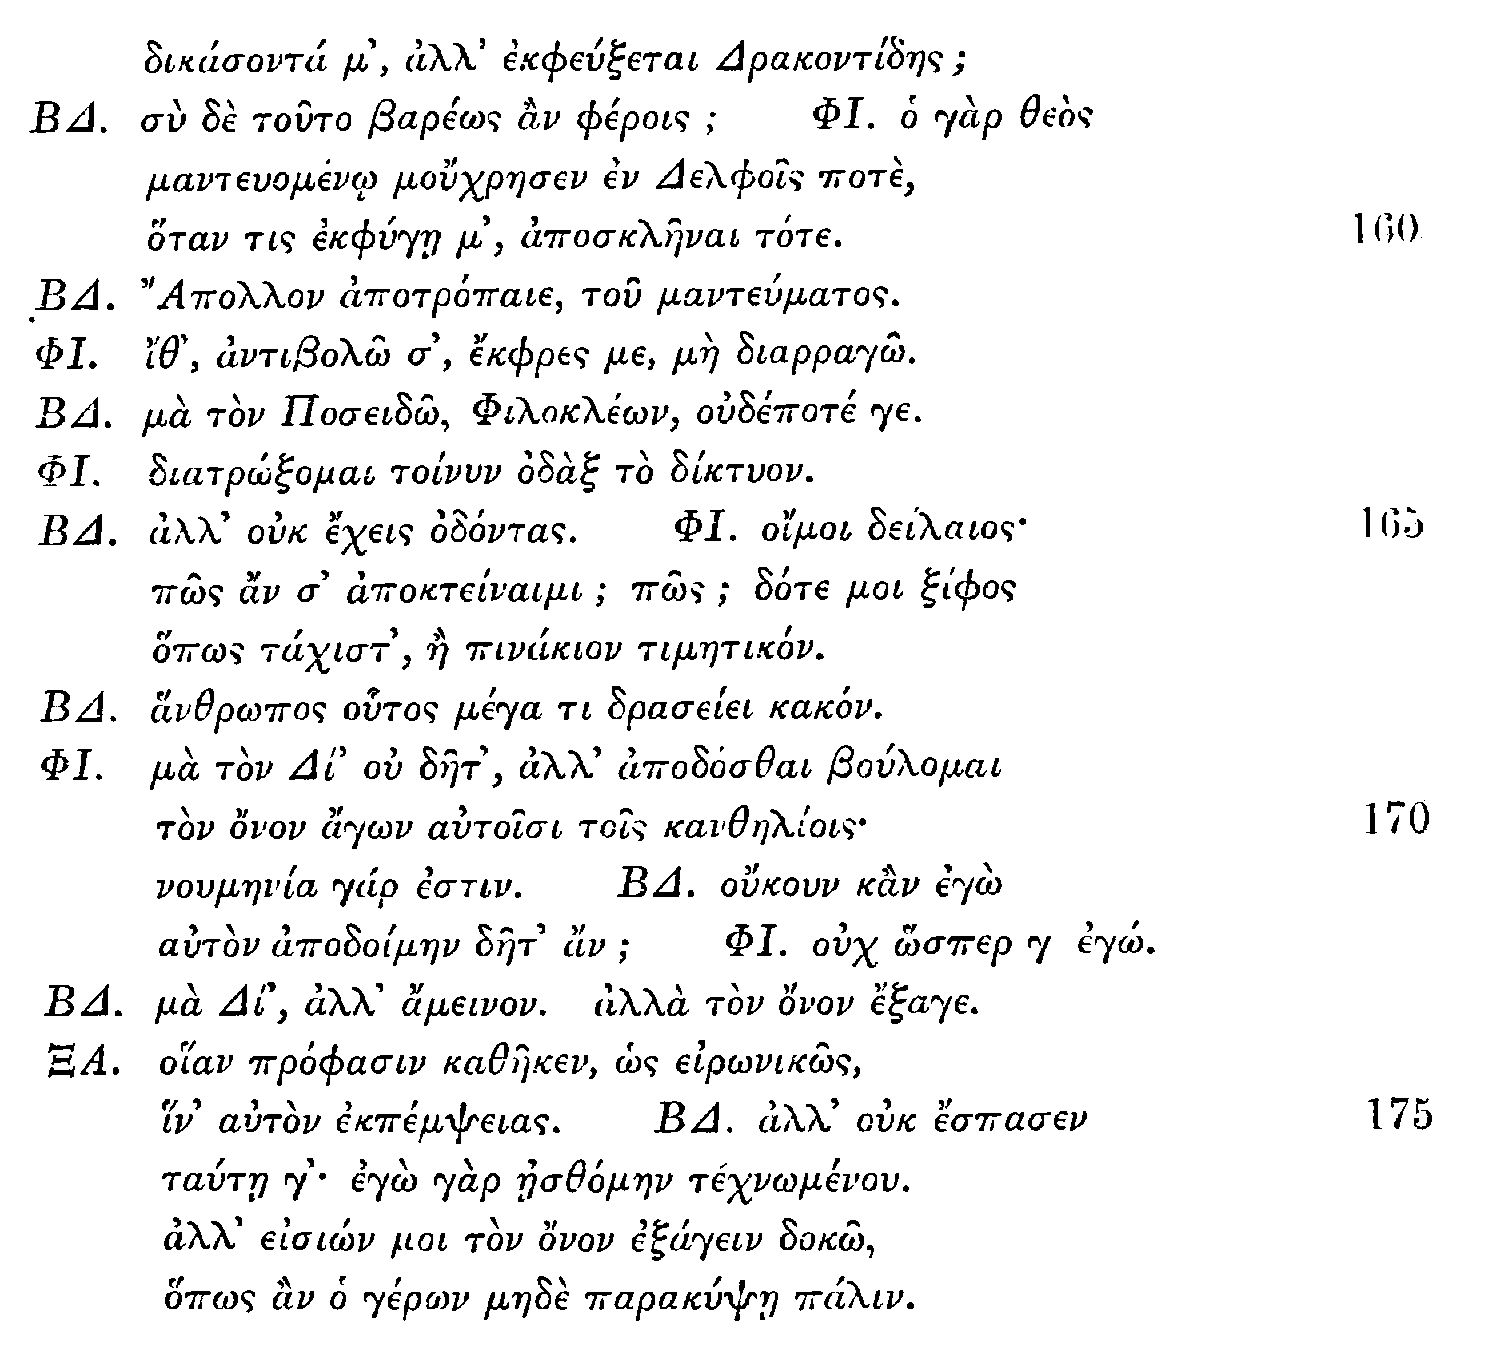 δικάσοντά μ', ἀλλ' ἐκφεύξεται Δρακοντίδης ;
ΒΔ. σὺ δὲ τοῦτο βαρέως ἂν φέροις ; ΦΙ. ὁ γὰρ θεὸς
μαντευομένῳ μοὔχρησεν ἐν Δελφοῖς ποτὲ,
ὅταν τις ἐκφύγῃ μ', ἀποσκλῆναι τότε. 160
ΒΔ. Ἄπολλον ἀποτρόπαιε, τοῦ μαντεύματος.
ΦΙ. ἴθ', ἀντιβολῶ σ', ἔκφρες με, μὴ διαρραγῶ.
ΒΔ. μὰ τὸν Ποσειδῶ, Φιλοκλέων, οὐδέποτέ γε.
ΦΙ. διατρώξομαι τοίνυν ὀδὰξ τὸ δίκτυον.
ΒΔ. ἀλλ' οὐκ ἔχεις ὀδόντας. ΦΙ. οἴμοι δείλαιος· 165
πῶς ἄν σ' ἀποκτείναιμι ; πῶς ; δότε μοι ξίφος
ὅπως τάχιστ', ἢ πινάκιον τιμητικόν.
ΒΔ. ἅνθρωπος οὗτος μέγα τι δρασείει κακόν.
ΦΙ. μὰ τὸν Δί' οὐ δῆτ', ἀλλ' ἀποδόσθαι βούλομαι
τὸν ὄνον ἄγων αὐτοῖσι τοῖς κανθηλίοις· 170
νουμηνία γάρ ἐστιν. ΒΔ. οὔκουν κἂν ἐγὼ
αὐτὸν ἀποδοίμην δῆτ' ἄν ; ΦΙ. οὐχ ὥσπερ γ ἐγώ.
ΒΔ. μὰ Δί', ἀλλ' ἄμεινον. ἀλλὰ τὸν ὄνον ἔξαγε.
ΞΑ. οἵαν πρόφασιν καθῆκεν, ὡς εἰρωνικῶς,
ἵν' αὐτὸν ἐκπέμψειας. ΒΔ. ἀλλ' οὐκ ἔσπασεν 175
ταύτῃ γ'· ἐγὼ γὰρ ᾐσθόμην τέχνωμένου.
ἀλλ' εἰσιών μοι τὸν ὄνον ἐξάγειν δοκῶ,
ὅπως ἂν ὁ γέρων μηδὲ παρακύψῃ πάλιν.